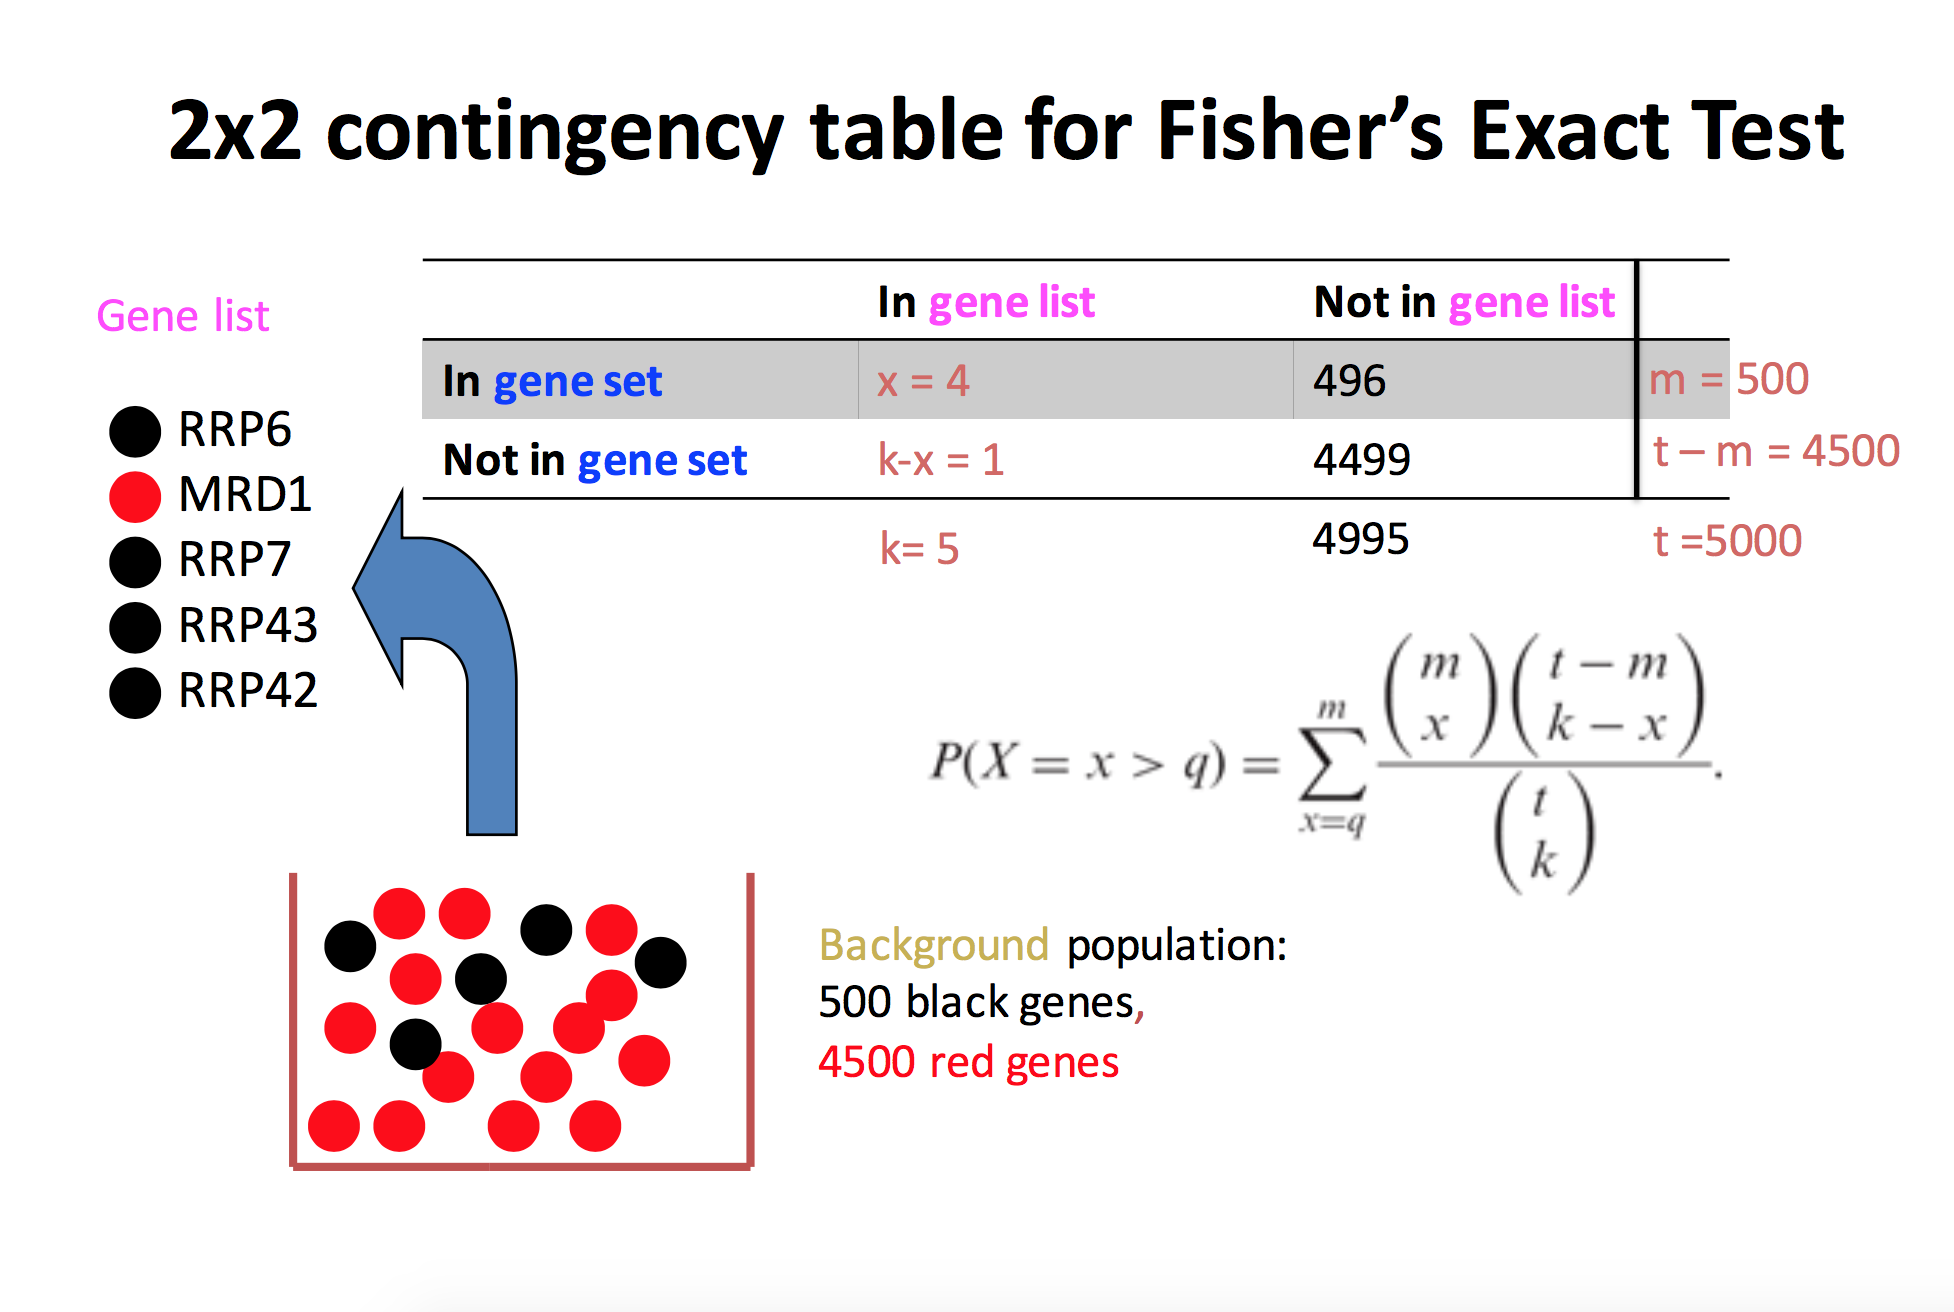 2x2 contingency table for Fisher’s Exact Test
Gene list
RRP6
MRD1
RRP7
RRP43
RRP42
In gene list Not in gene list
In gene set x = 4 496 m = 500
Not in gene set k-x = 1 4499 t – m = 4500
k= 5 4995 t =5000
P(X = x > q) = \sum_{x=q}^{m} \frac{\binom{m}{x}\binom{t-m}{k-x}}{\binom{t}{k}}.
Background population:
500 black genes,
4500 red genes